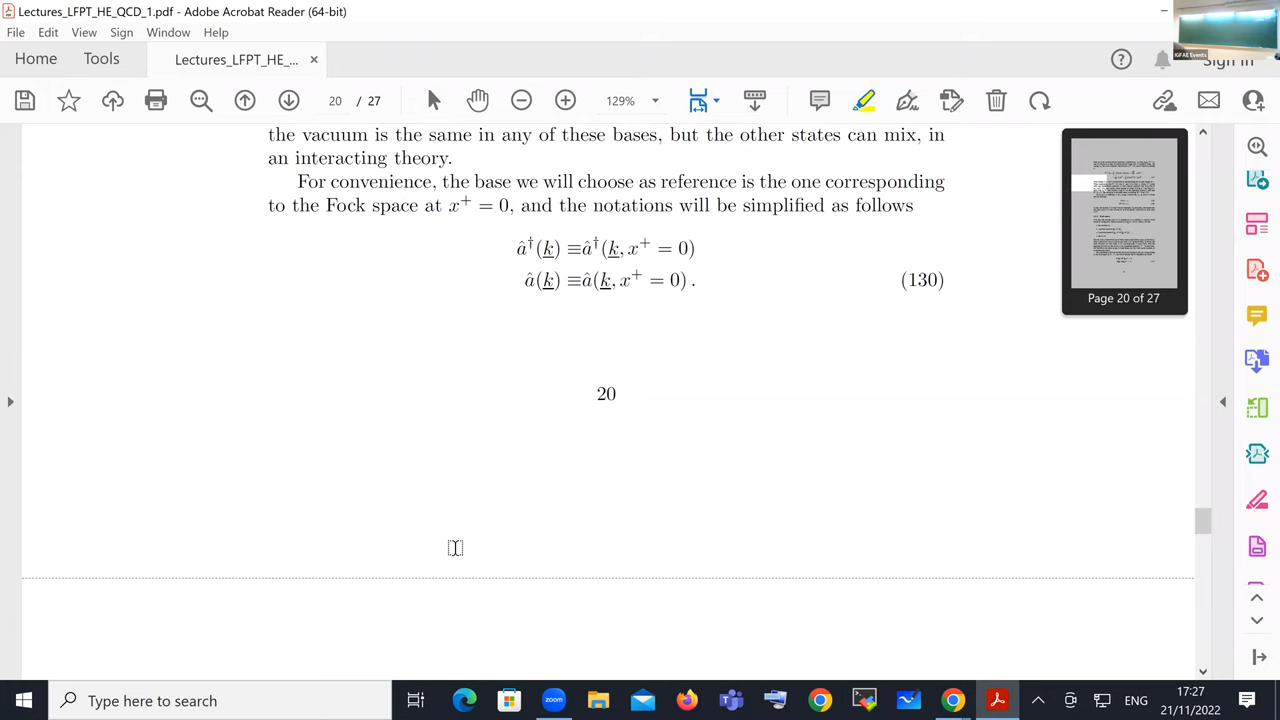 Lectures_LFPT_HE_QCD_1.pdf - Adobe Acrobat Reader (64-bit)
File Edit View Sign Window Help
Home Tools Lectures_LFPT_HE_... × Sign In
IGFAE Events
20 / 27 129%
the vacuum is the same in any of these bases, but the other states can mix, in
an interacting theory.
For convenience, the base we will choose as reference is the one corresponding
to the Fock space at x⁺ = 0, and the notations will be simplified as follows
â†(k) ≡ â†(k, x⁺ = 0)
â(k) ≡ â(k, x⁺ = 0) . (130)
20
Page 20 of 27
Type here to search
ENG
17:27
21/11/2022